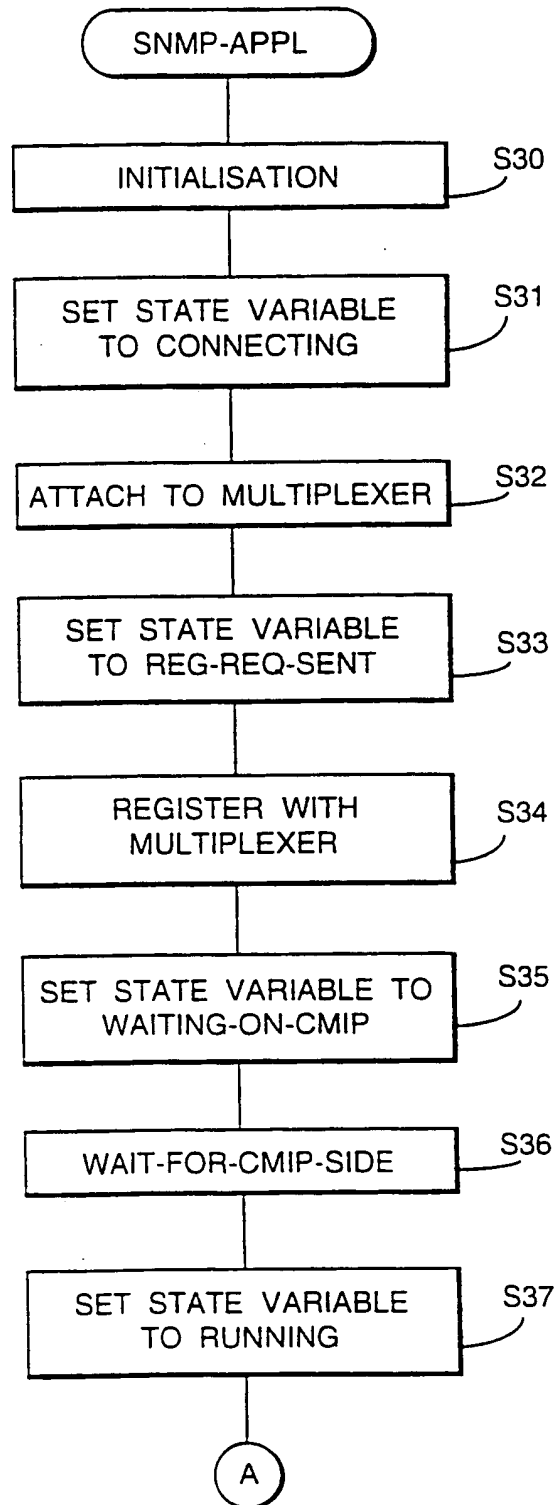 SNMP-APPL
INITIALISATION
S30
SET STATE VARIABLE
TO CONNECTING
S31
ATTACH TO MULTIPLEXER
S32
SET STATE VARIABLE
TO REG-REQ-SENT
S33
REGISTER WITH
MULTIPLEXER
S34
SET STATE VARIABLE TO
WAITING-ON-CMIP
S35
WAIT-FOR-CMIP-SIDE
S36
SET STATE VARIABLE
TO RUNNING
S37
A